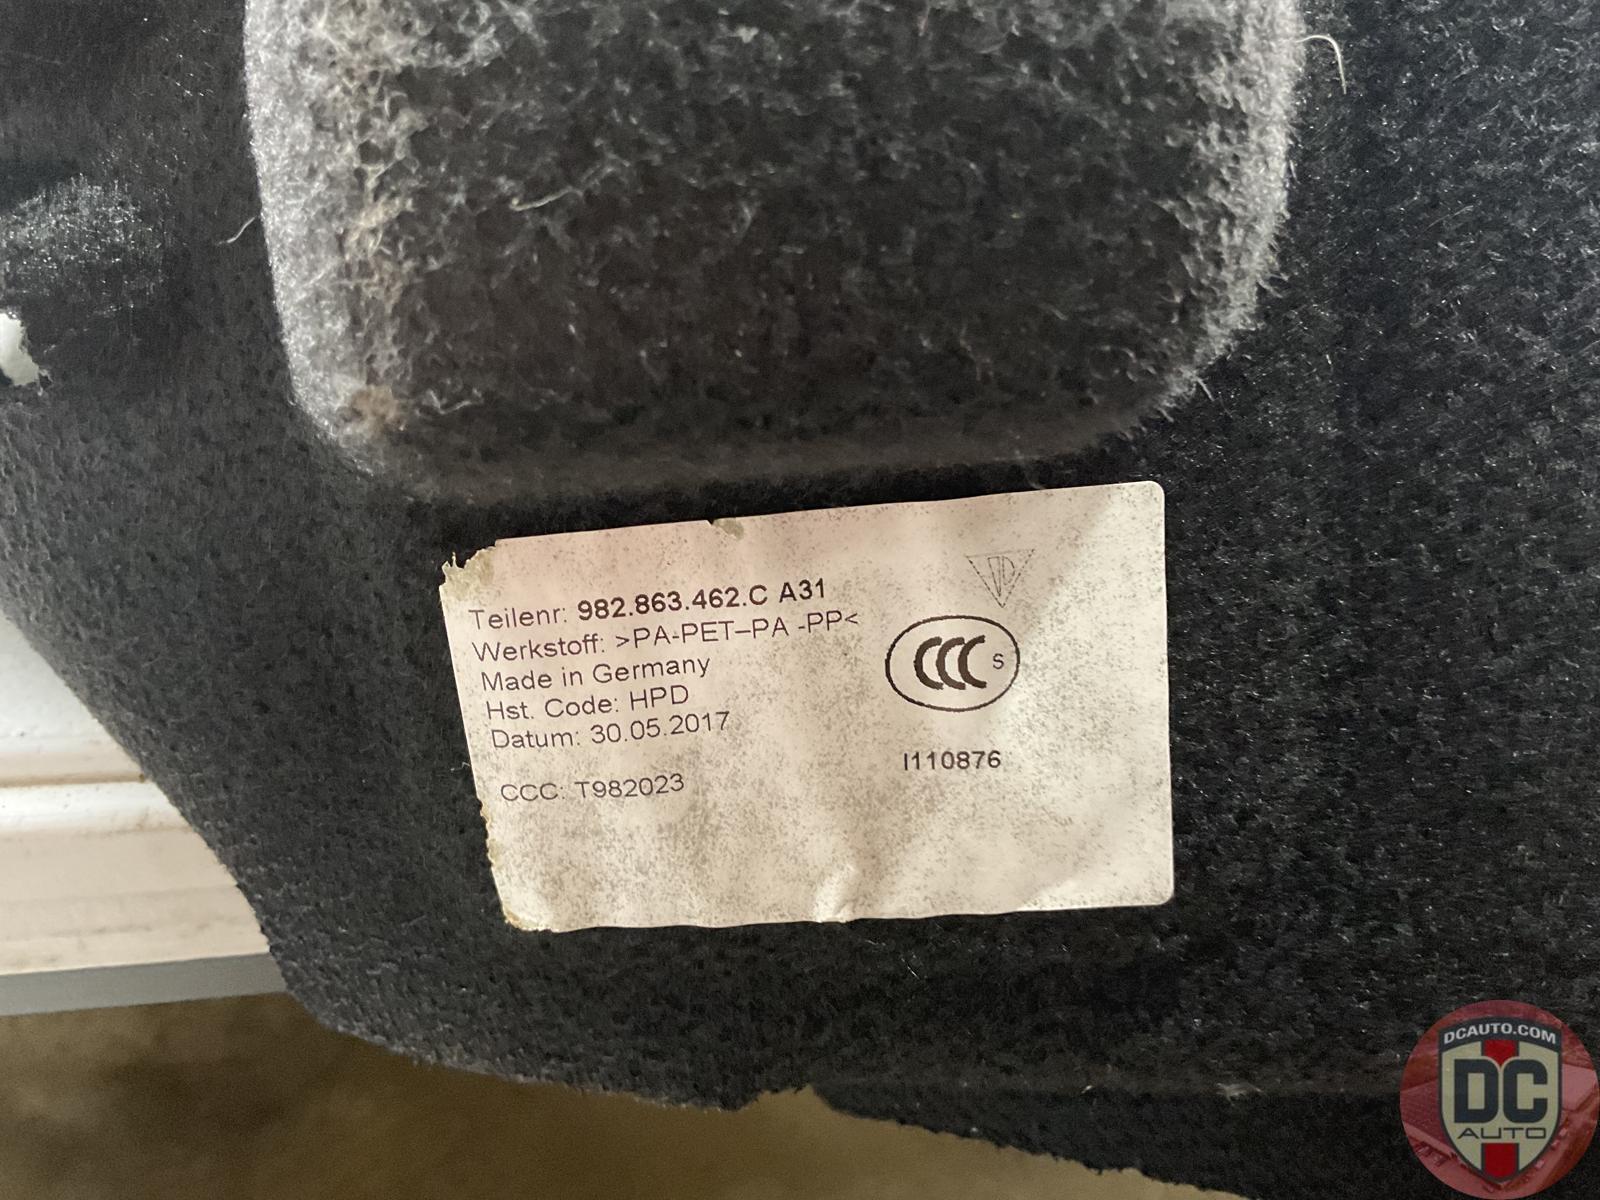 Teilenr: 982.863.462.C A31
Werkstoff: >PA-PET–PA -PP<
Made in Germany
Hst. Code: HPD
Datum: 30.05.2017
CCC: T982023
CCC S
I110876
DCAUTO.COM
DC
AUTO